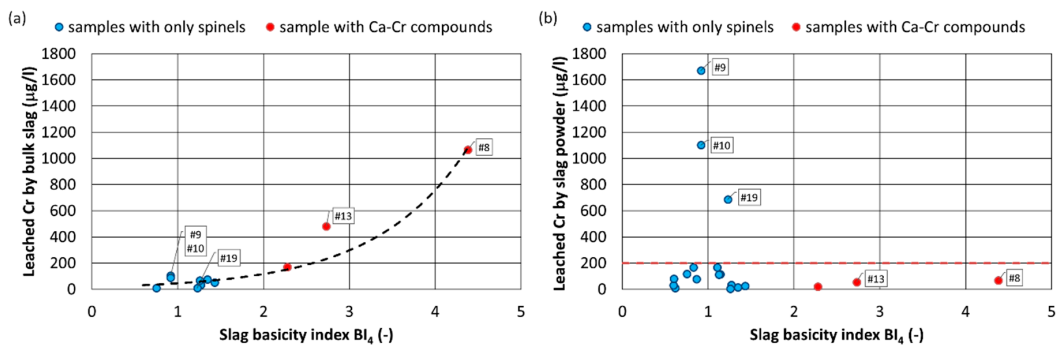 (a)
samples with only spinels
sample with Ca-Cr compounds
Leached Cr by bulk slag (µg/l)
1800
1600
1400
1200
1000
800
600
400
200
0
#9
#10
#19
#13
#8
0 1 2 3 4 5
Slag basicity index BI4 (-)
(b)
samples with only spinels
samples with Ca-Cr compounds
Leached Cr by slag powder (µg/l)
1800
1600
1400
1200
1000
800
600
400
200
0
#9
#10
#19
#13
#8
0 1 2 3 4 5
Slag basicity index BI4 (-)